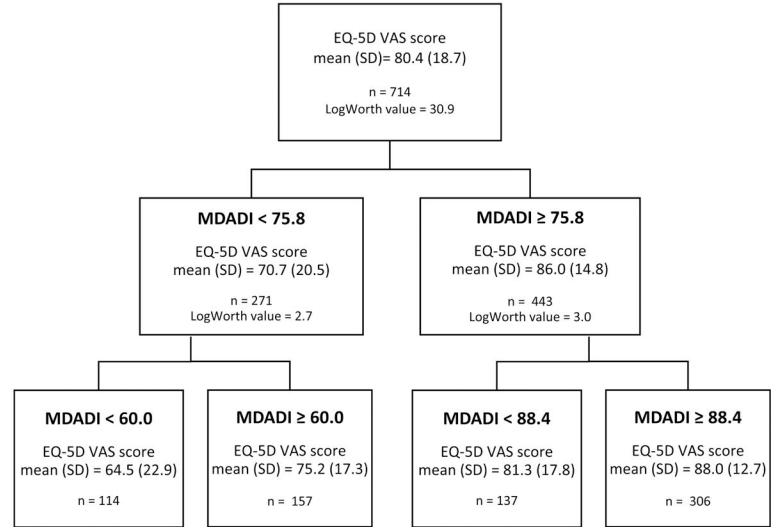 EQ-5D VAS score
mean (SD)= 80.4 (18.7)
n = 714
LogWorth value = 30.9
MDADI < 75.8
EQ-5D VAS score
mean (SD) = 70.7 (20.5)
n = 271
LogWorth value = 2.7
MDADI ≥ 75.8
EQ-5D VAS score
mean (SD) = 86.0 (14.8)
n =  443
LogWorth value = 3.0
MDADI < 60.0
EQ-5D VAS score
mean (SD) = 64.5 (22.9)
n = 114
MDADI ≥ 60.0
EQ-5D VAS score
mean (SD) = 75.2 (17.3)
n =  157
MDADI < 88.4
EQ-5D VAS score
mean (SD) = 81.3 (17.8)
n = 137
MDADI ≥ 88.4
EQ-5D VAS score
mean (SD) = 88.0 (12.7)
n =  306